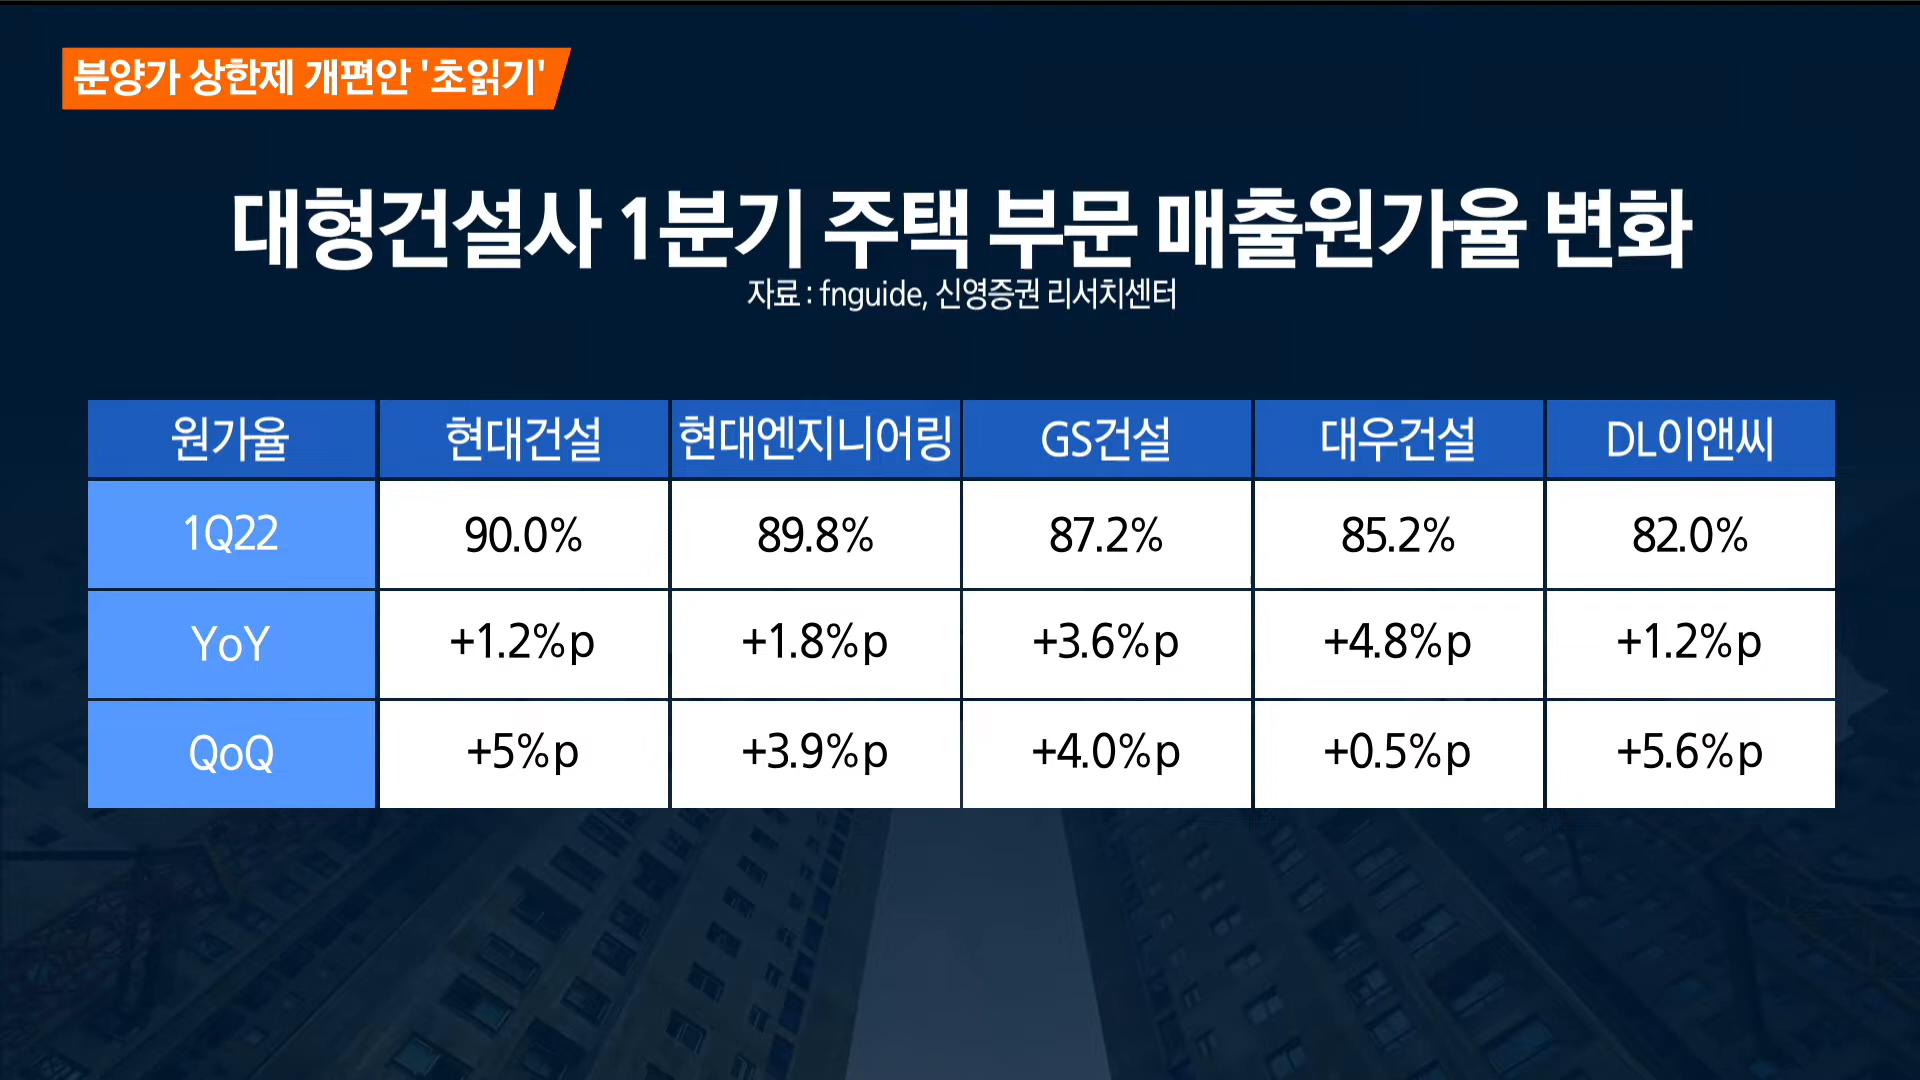 분양가 상한제 개편안 '초읽기'
대형건설사 1분기 주택 부문 매출원가율 변화
자료 : fnguide, 신영증권 리서치센터
원가율 현대건설 현대엔지니어링 GS건설 대우건설 DL이앤씨
1Q22 90.0% 89.8% 87.2% 85.2% 82.0%
YoY +1.2%p +1.8%p +3.6%p +4.8%p +1.2%p
QoQ +5%p +3.9%p +4.0%p +0.5%p +5.6%p